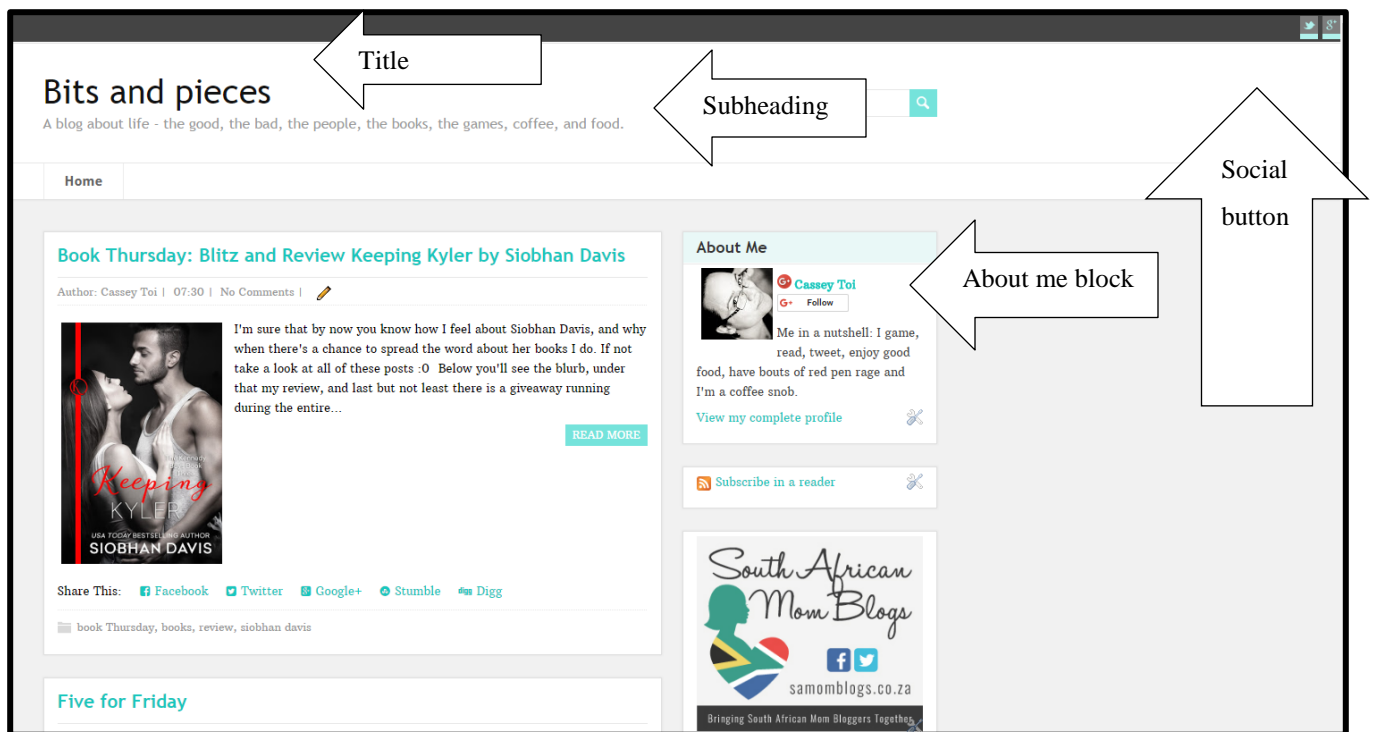 Title
Bits and pieces
Subheading
A blog about life - the good, the bad, the people, the books, the games, coffee, and food.
Social
button
Home
Book Thursday: Blitz and Review Keeping Kyler by Siobhan Davis
Author: Cassey Toi | 07:30 | No Comments |
I'm sure that by now you know how I feel about Siobhan Davis, and why
when there's a chance to spread the word about her books I do. If not
take a look at all of these posts :0 Below you'll see the blurb, under
that my review, and last but not least there is a giveaway running
during the entire...
READ MORE
Keeping
KYLER
USA TODAY BESTSELLING AUTHOR
SIOBHAN DAVIS
Share This: Facebook Twitter Google+ Stumble digg Digg
book Thursday, books, review, siobhan davis
Five for Friday
About Me
About me block
Cassey Toi
G+ Follow
Me in a nutshell: I game,
read, tweet, enjoy good
food, have bouts of red pen rage and
I'm a coffee snob.
View my complete profile
Subscribe in a reader
South African
Mom Blogs
samomblogs.co.za
Bringing South African Mom Bloggers Together